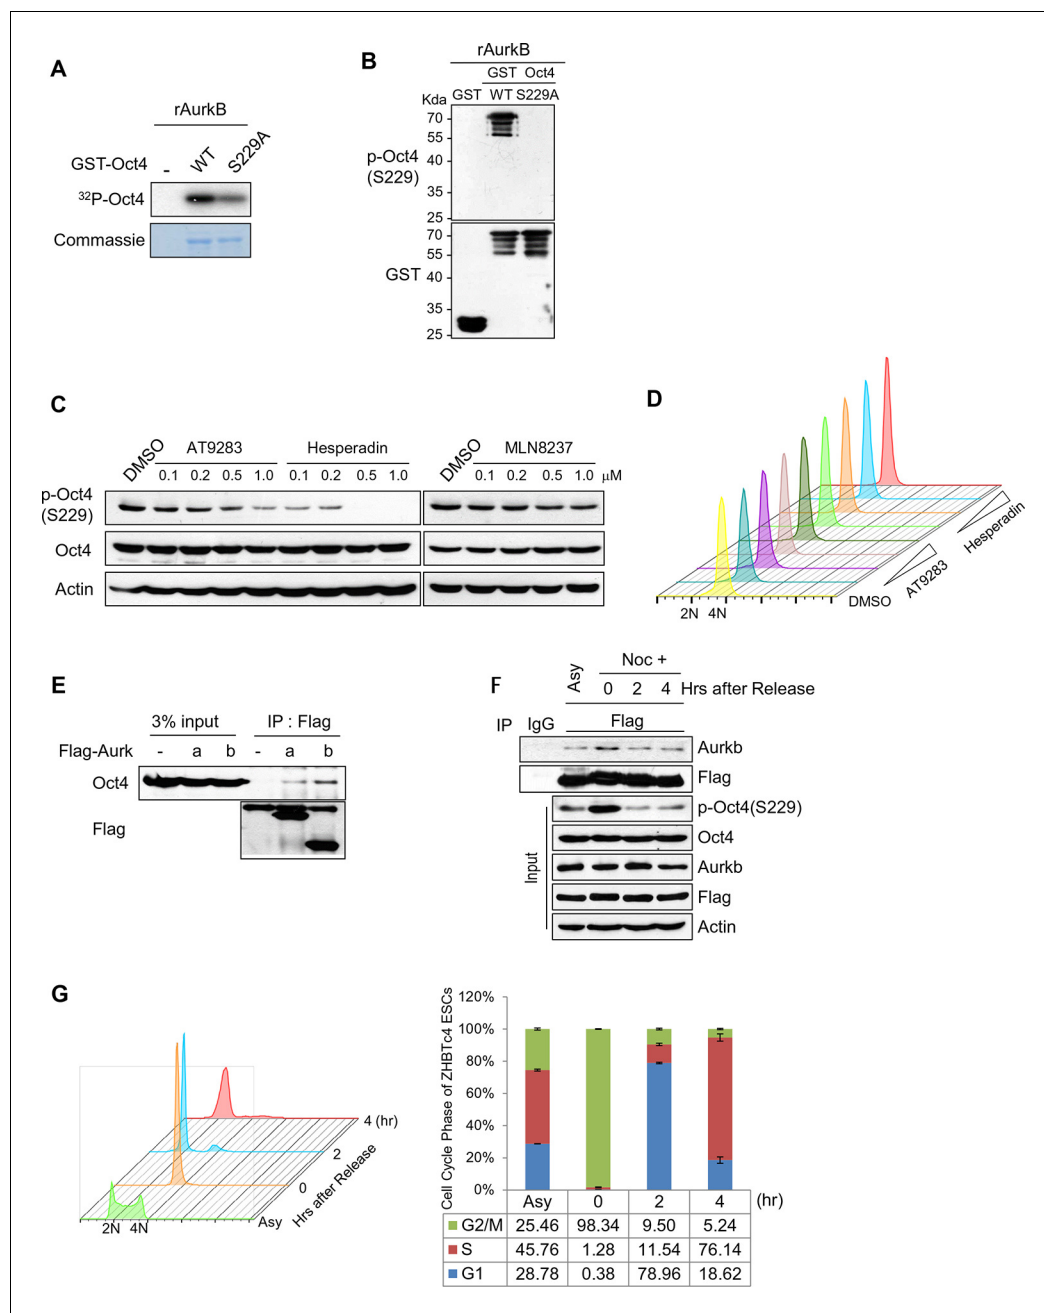 A
rAurkB
GST-Oct4 - WT S229A
32P-Oct4
Commassie
B
rAurkB
GST Oct4
Kda GST WT S229A
70
55
40
35
25
p-Oct4
(S229)
70
55
40
35
25
GST
C
DMSO AT9283 Hesperadin DMSO MLN8237
0.1 0.2 0.5 1.0 0.1 0.2 0.5 1.0 0.1 0.2 0.5 1.0 µM
p-Oct4
(S229)
Oct4
Actin
D
Hesperadin
AT9283
DMSO
2N 4N
E
3% input IP : Flag
Flag-Aurk - a b - a b
Oct4
Flag
F
Asy Noc +
0 2 4 Hrs after Release
IP IgG Flag
Aurkb
Flag
p-Oct4(S229)
Oct4
Aurkb
Flag
Actin
Input
G
4 (hr)
2
0
Asy
Hrs after Release
2N 4N
Cell Cycle Phase of ZHBTc4 ESCs
120%
100%
80%
60%
40%
20%
0%
Asy 0 2 4 (hr)
G2/M 25.46 98.34 9.50 5.24
S 45.76 1.28 11.54 76.14
G1 28.78 0.38 78.96 18.62